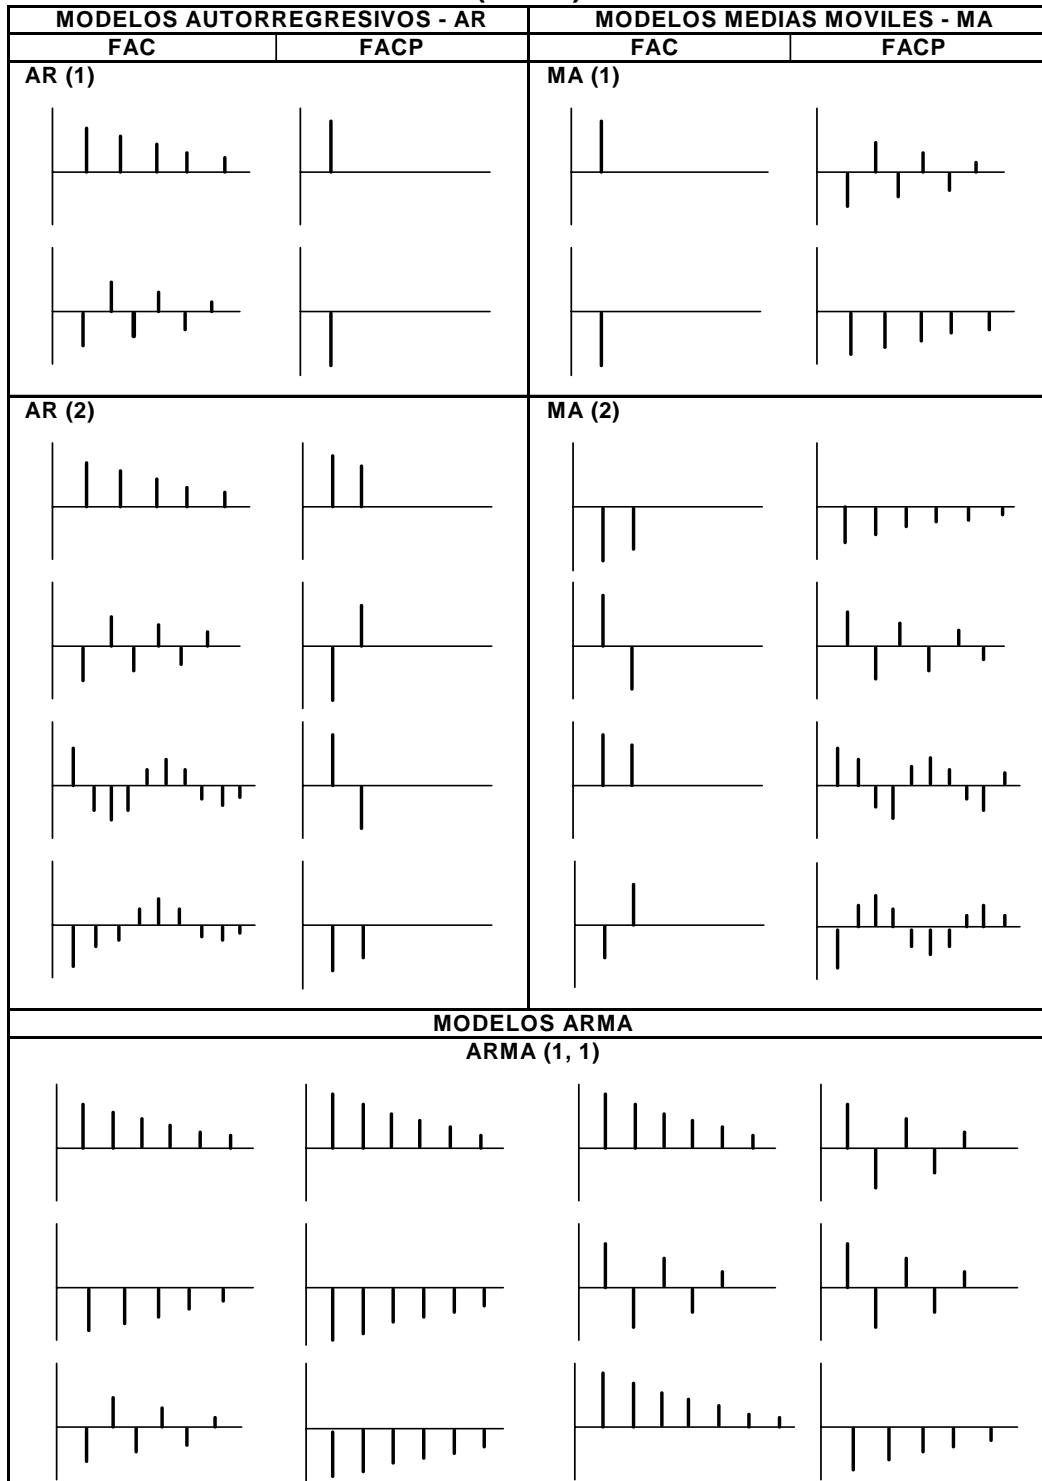 MODELOS AUTORREGRESIVOS - AR
MODELOS MEDIAS MOVILES - MA
FAC
FACP
FAC
FACP
AR (1)
MA (1)
AR (2)
MA (2)
MODELOS ARMA
ARMA (1, 1)